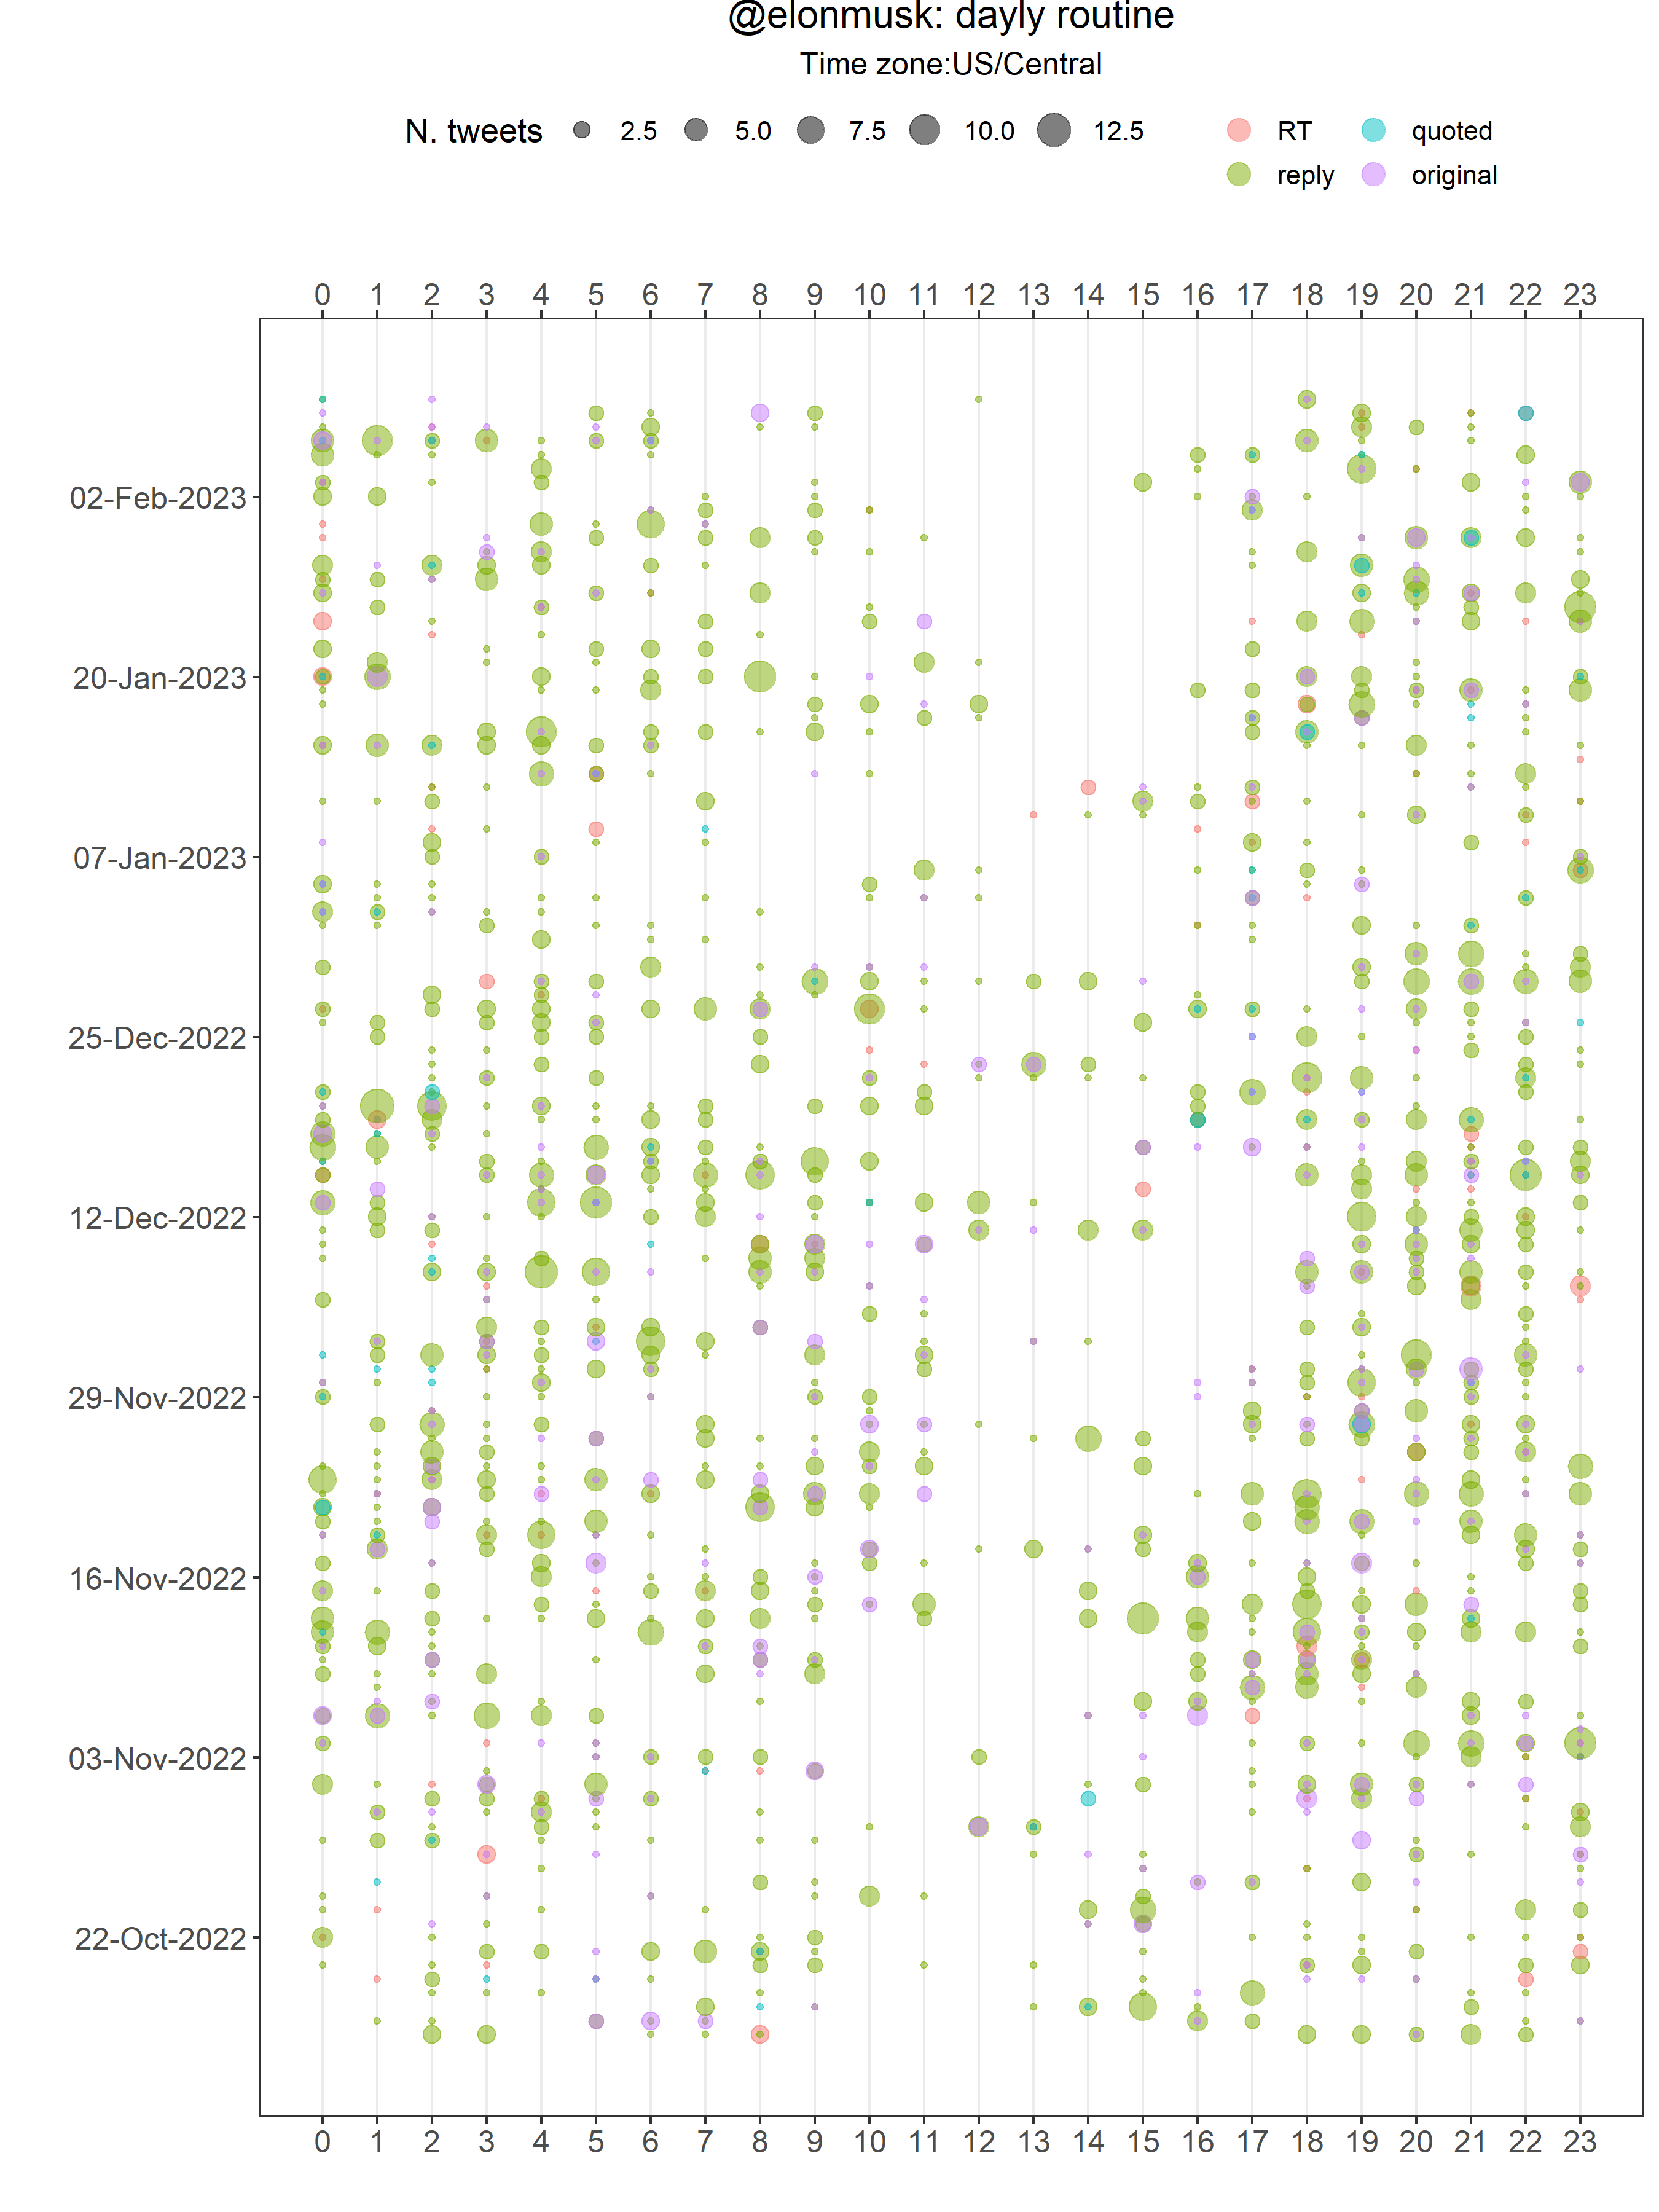 @elonmusk: dayly routine
Time zone:US/Central
N. tweets 2.5 5.0 7.5 10.0 12.5 RT quoted
reply original
0 1 2 3 4 5 6 7 8 9 10 11 12 13 14 15 16 17 18 19 20 21 22 23
02-Feb-2023
20-Jan-2023
07-Jan-2023
25-Dec-2022
12-Dec-2022
29-Nov-2022
16-Nov-2022
03-Nov-2022
22-Oct-2022
0 1 2 3 4 5 6 7 8 9 10 11 12 13 14 15 16 17 18 19 20 21 22 23